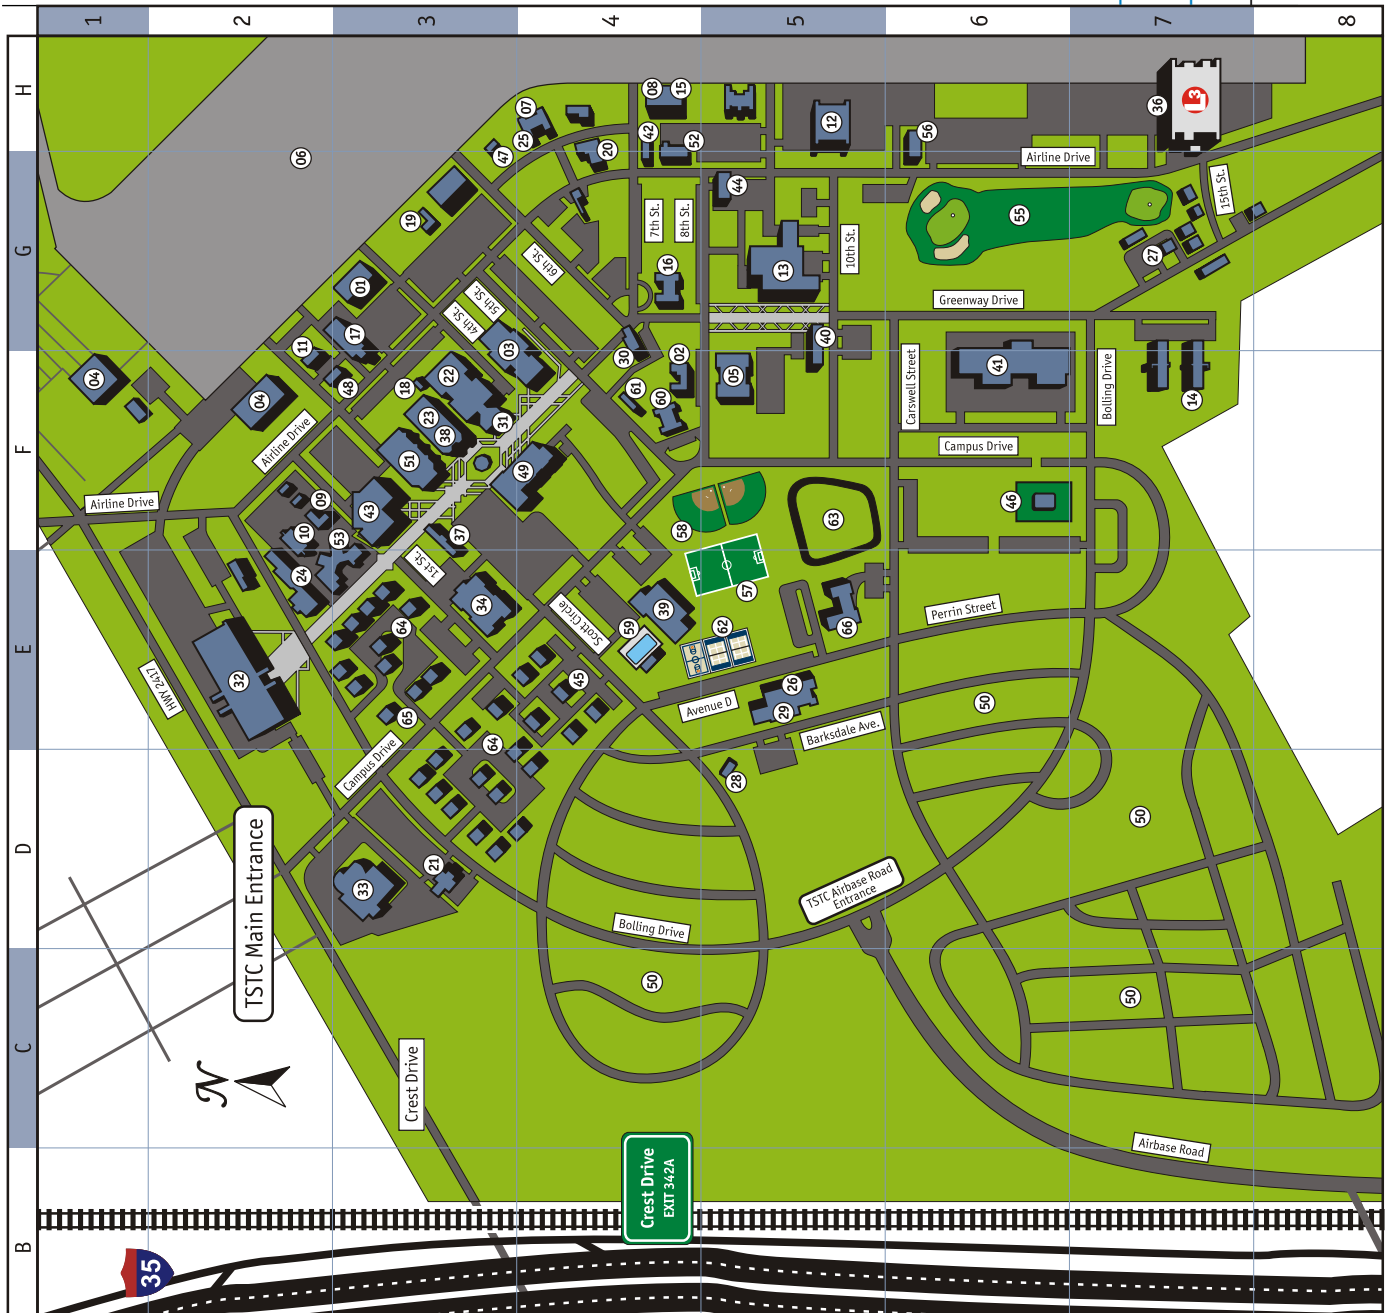 1
2
3
4
5
6
7
8
H
G
F
E
D
C
B
06
07
25
47
08
15
42
52
20
12
56
36
L3
Airline Drive
44
19
7th St.
8th St.
10th St.
55
15th St.
27
6th St.
5th St.
4th St.
16
13
Greenway Drive
01
17
11
48
04
04
18
22
03
30
02
61
60
05
40
Carswell Street
41
Bolling Drive
14
Airline Drive
23
38
31
51
49
Campus Drive
Airline Drive
09
10
43
53
37
58
63
46
24
1st St.
34
Scott Circle
59
39
57
62
66
Perrin Street
64
32
HWY 2417
65
45
Avenue D
26
29
Barksdale Ave.
50
Campus Drive
64
28
50
TSTC Main Entrance
33
21
TSTC Airbase Road
Entrance
Bolling Drive
50
50
N
Crest Drive
Airbase Road
Crest Drive
EXIT 342A
35